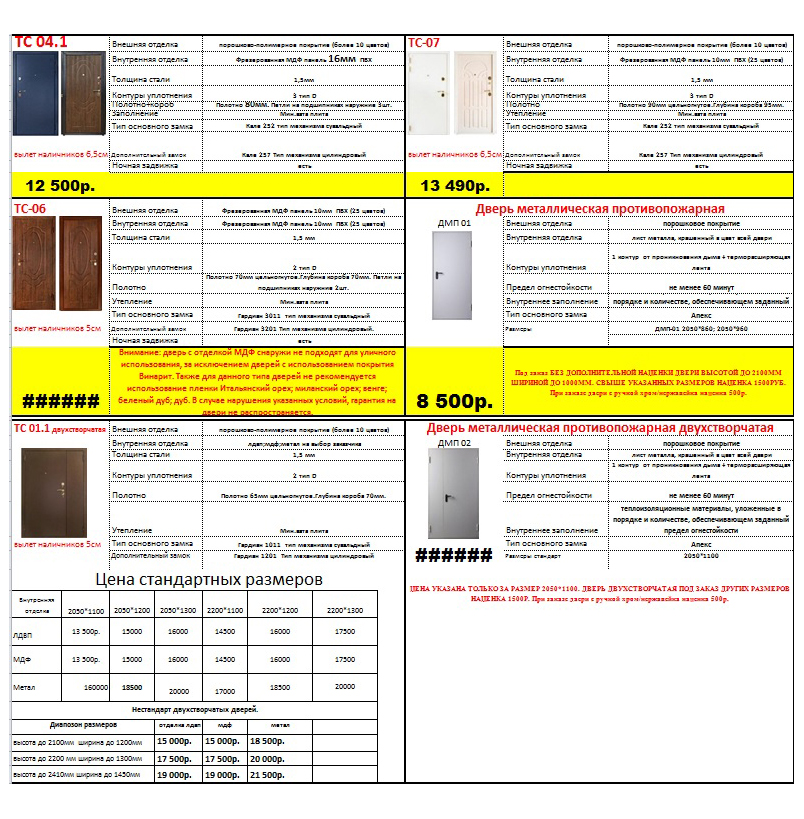 ТС 04.1
Внешняя отделка порошково-полимерное покрытие (более 10 цветов)
Внутренняя отделка Фрезерованная МДФ панель 16мм ПВХ
Толщина стали 1,5мм
Контуры уплотнения 3 тип D
Полотно+короб Полотно 80мм. Петли на подшипниках наружние 3шт.
Заполнение Мин.вата плита
Тип основного замка Кале 252 тип механизма сувальдный
вылет наличников 6,5см Дополнительный замок Кале 257 Тип механизма цилиндровый
Ночная задвижка есть
12 500р.
ТС-07
Внешняя отделка порошково-полимерное покрытие (более 10 цветов)
Внутренняя отделка Фрезерованная МДФ панель 10мм ПВХ (25 цветов)
Толщина стали 1,5 мм
Контуры уплотнения 3 тип D
Полотно Полотно 90мм цельногнутое.Глубина короба 95мм.
Утепление Мин.вата плита
Тип основного замка Кале 252 тип механизма сувальдный
вылет наличников 6,5см Дополнительный замок Кале 257 Тип механизма цилиндровый
Ночная задвижка есть
13 490р.
ТС-06
Внешняя отделка Фрезерованная МДФ панель 10мм ПВХ (25 цветов)
Внутренняя отделка Фрезерованная МДФ панель 10мм ПВХ (25 цветов)
Толщина стали 1,5 мм
Контуры уплотнения 2 тип D
Полотно 70мм цельногнутое.Глубина короба 70мм. Петли на
Полотно подшипниках наружние 2шт.
Утепление Мин.вата плита
Тип основного замка Гардиан 3011 тип механизма сувальдный
вылет наличников 5см Дополнительный замок Гардиан 3201 Тип механизма цилиндровый.
Ночная задвижка есть
######
Внимание: дверь с отделкой МДФ снаружи не подходят для уличного
использования, за исключением дверей с использованием покрытия
Винарит. Также для данного типа дверей не рекомендуется
использование пленки Итальянский орех; миланский орех; венге;
беленый дуб; дуб. В случае нарушения указанных условий, гарантия на
двери не распространяется.
Дверь металлическая противопожарная
ДМП 01
Внешняя отделка порошковое покрытие
Внутренняя отделка лист металла, крашенный в цвет всей двери
1 контур от проникновения дыма + терморасширяющая
Контуры уплотнения лента
Предел огнестойкости не менее 60 минут
Внутреннее заполнение порядке и количестве, обеспечивающем заданный
Тип основного замка Апекс
Размеры ДМП-01 2050*860; 2050*960
8 500р.
Под заказ БЕЗ ДОПОЛНИТЕЛЬНОЙ НАЦЕНКИ ДВЕРИ ВЫСОТОЙ ДО 2100ММ
ШИРИНОЙ ДО 1000ММ. СВЫШЕ УКАЗАННЫХ РАЗМЕРОВ НАЦЕНКА 1500РУБ.
При заказе двери с ручкой хром/нержавейка наценка 500р.
ТС 01.1 двухстворчатая
Внешняя отделка порошково-полимерное покрытие (более 10 цветов)
Внутренняя отделка лдвп;мдф;метал на выбор заказчика
Толщина стали 1,5 мм
Контуры уплотнения 2 тип D
Полотно Полотно 65мм цельногнутое.Глубина короба 70мм.
Утепление Мин.вата плита
вылет наличников 5см Тип основного замка Гардиан 1011 тип механизма сувальдный
Дополнительный замок Гардиан 1201 Тип механизма цилиндровый
Дверь металлическая противопожарная двухстворчатая
ДМП 02
Внешняя отделка порошковое покрытие
Внутренняя отделка лист металла, крашенный в цвет всей двери
1 контур от проникновения дыма + терморасширяющая
Контуры уплотнения лента
Предел огнестойкости не менее 60 минут
теплоизоляционные материалы, уложенные в
порядке и количестве, обеспечивающем заданный
Внутреннее заполнение предел огнестойкости
Тип основного замка Апекс
###### Размеры стандарт 2050*1100
ЦЕНА УКАЗАНА ТОЛЬКО ЗА РАЗМЕР 2050*1100. ДВЕРЬ ДВУХСТВОРЧАТАЯ ПОД ЗАКАЗ ДРУГИХ РАЗМЕРОВ
НАЦЕНКА 1500Р. При заказе двери с ручкой хром/нержавейка наценка 500р.
Цена стандартных размеров
Внутренняя отделка 2050*1100 2050*1200 2050*1300 2200*1100 2200*1200 2200*1300
ЛДВП 13 500р. 15000 16000 14500 16000 17500
МДФ 13 500р. 15000 16000 14500 16000 17500
Метал 160000 18500 20000 17000 18500 20000
Нестандарт двухстворчатых дверей.
Диапозон размеров отделка лдвп мдф метал
высота до 2100мм ширина до 1200мм 15 000р. 15 000р. 18 500р.
высота до 2200 мм ширина до 1300мм 17 500р. 17 500р. 20 000р.
высота до 2410мм ширина до 1450мм 19 000р. 19 000р. 21 500р.